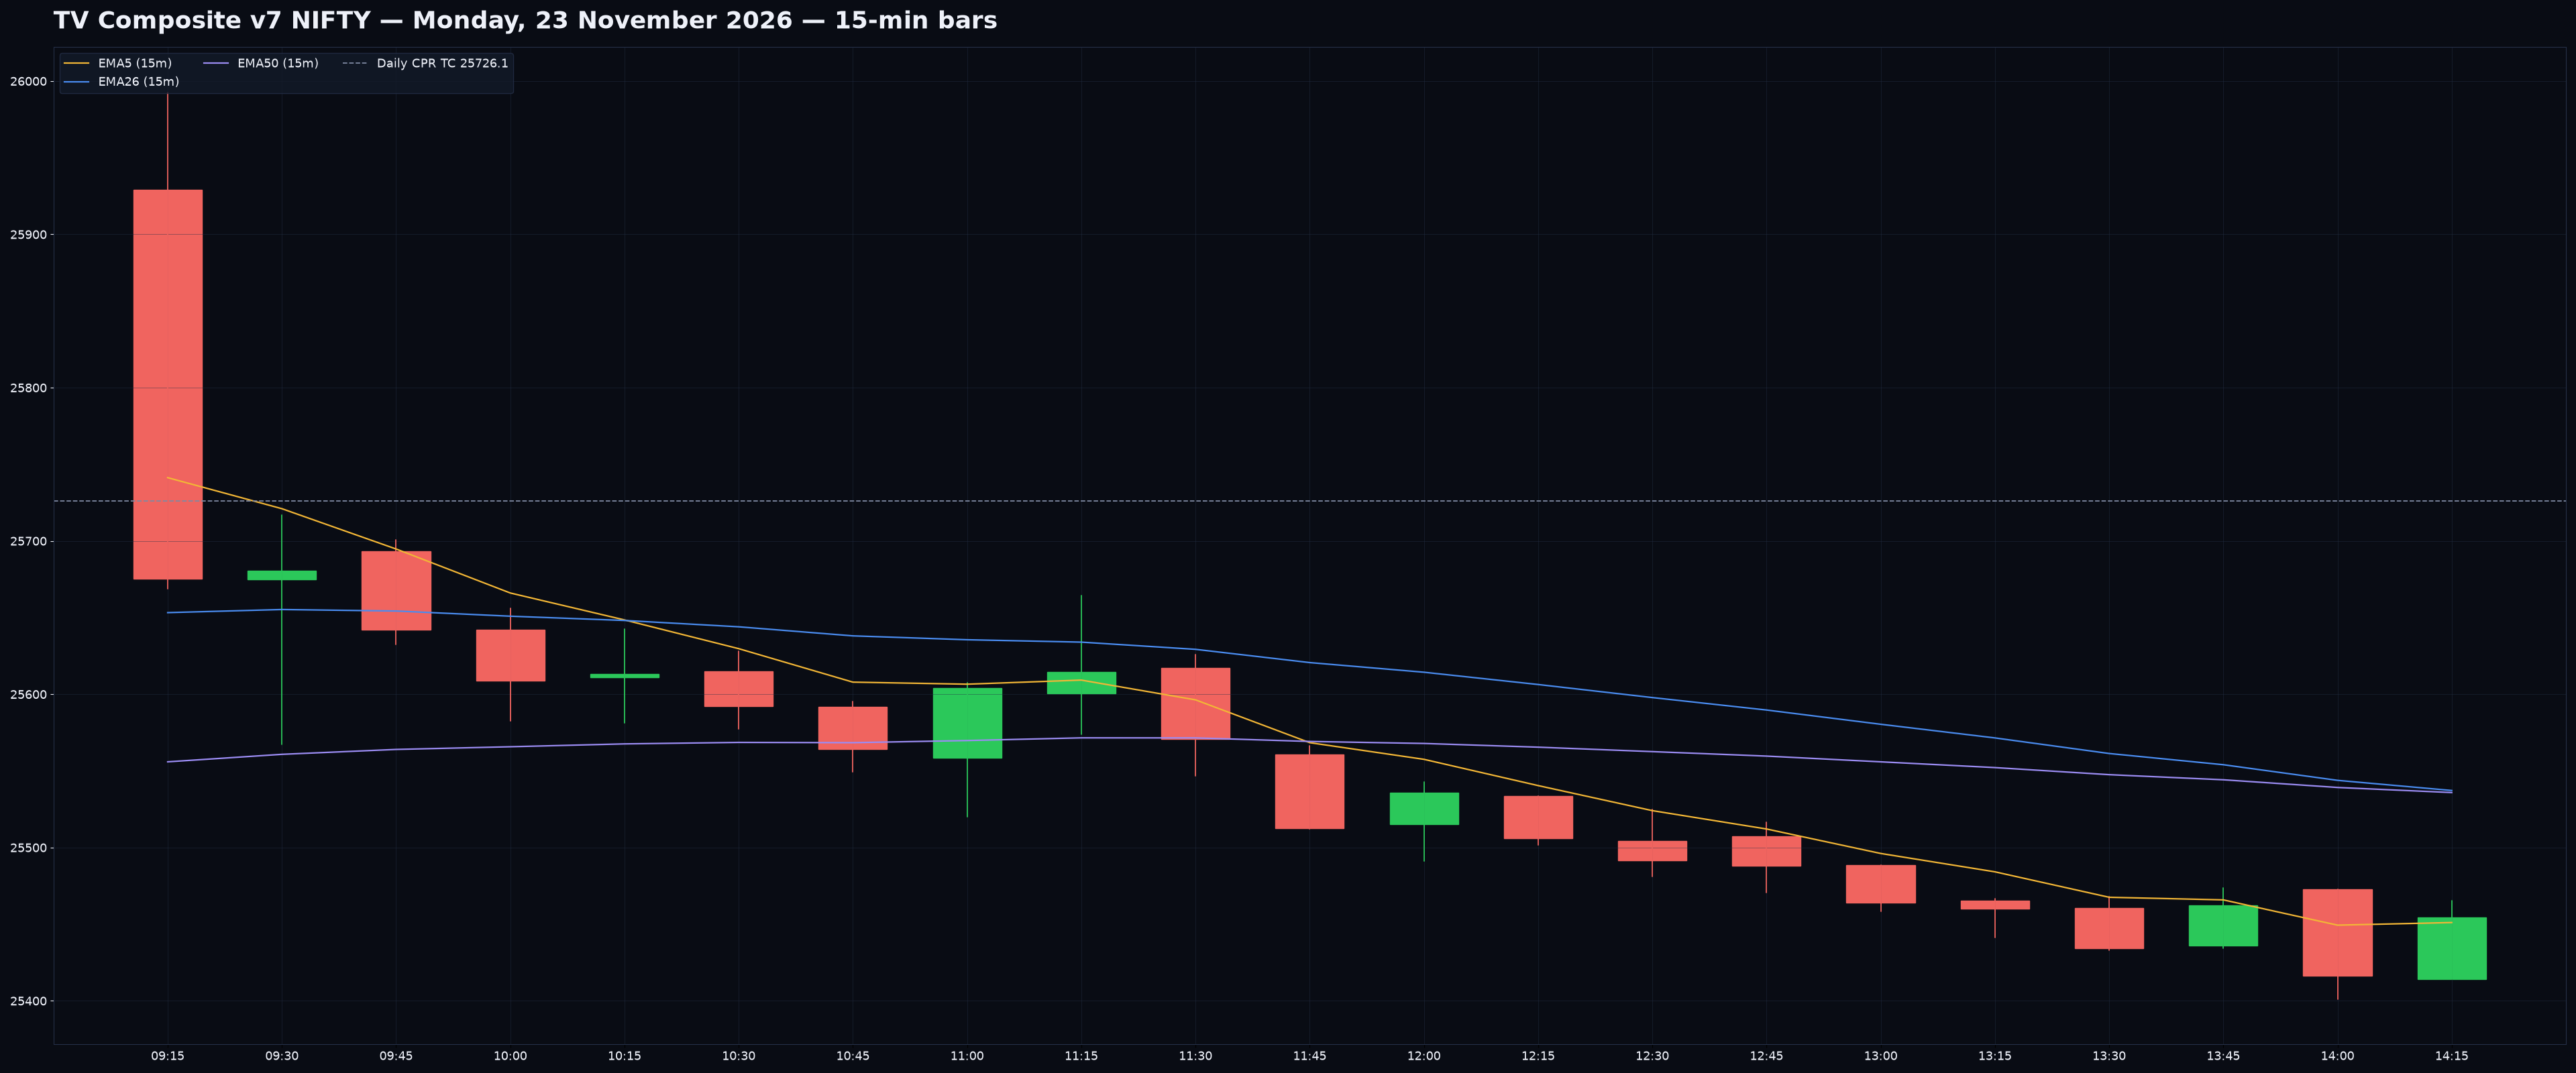 TV Composite v7 NIFTY — Monday, 23 November 2026 — 15-min bars
EMA5 (15m) EMA50 (15m) Daily CPR TC 25726.1
EMA26 (15m)
26000
25900
25800
25700
25600
25500
25400
09:15 09:30 09:45 10:00 10:15 10:30 10:45 11:00 11:15 11:30 11:45 12:00 12:15 12:30 12:45 13:00 13:15 13:30 13:45 14:00 14:15